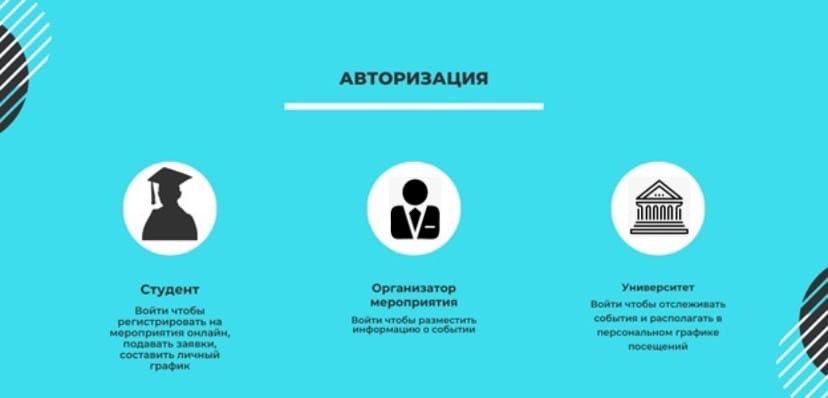 АВТОРИЗАЦИЯ
Студент
Войти чтобы
регистрировать на
мероприятия онлайн,
подавать заявки,
составить личный
график
Организатор
мероприятия
Войти чтобы разместить
информацию о событии
Университет
Войти чтобы отслеживать
события и располагать в
персональном графике
посещений